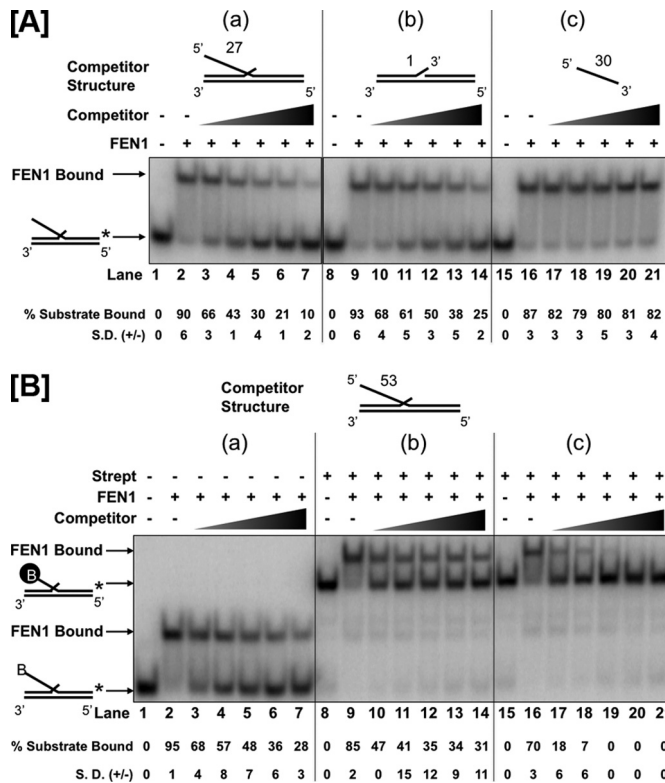 [A]
(a) (b) (c)
5' 27 1 3' 5' 30
Competitor
Structure
3' 5' 3'
Competitor - - - - - -
FEN1 - + + + + + + - + + + + + + - + + + + + +
FEN1 Bound
*
3' 5'
Lane 1 2 3 4 5 6 7 8 9 10 11 12 13 14 15 16 17 18 19 20 21
% Substrate Bound 0 90 66 43 30 21 10 0 93 68 61 50 38 25 0 87 82 79 80 81 82
S.D. (+/-) 0 6 3 1 4 1 2 0 6 4 5 3 5 2 0 3 3 3 5 3 4
[B]
5' 53
Competitor
Structure
3' 5'
(a) (b) (c)
Strept - - - - - - - + + + + + + + + + + + + + +
FEN1 - + + + + + + - + + + + + + - + + + + + +
Competitor - - - - - -
FEN1 Bound
B *
3' 5'
FEN1 Bound
B *
3' 5'
Lane 1 2 3 4 5 6 7 8 9 10 11 12 13 14 15 16 17 18 19 20 2
% Substrate Bound 0 95 68 57 48 36 28 0 85 47 41 35 34 31 0 70 18 7 0 0 0
S. D. (+/-) 0 1 4 8 7 6 3 0 2 0 15 12 9 11 0 3 6 6 0 0 0